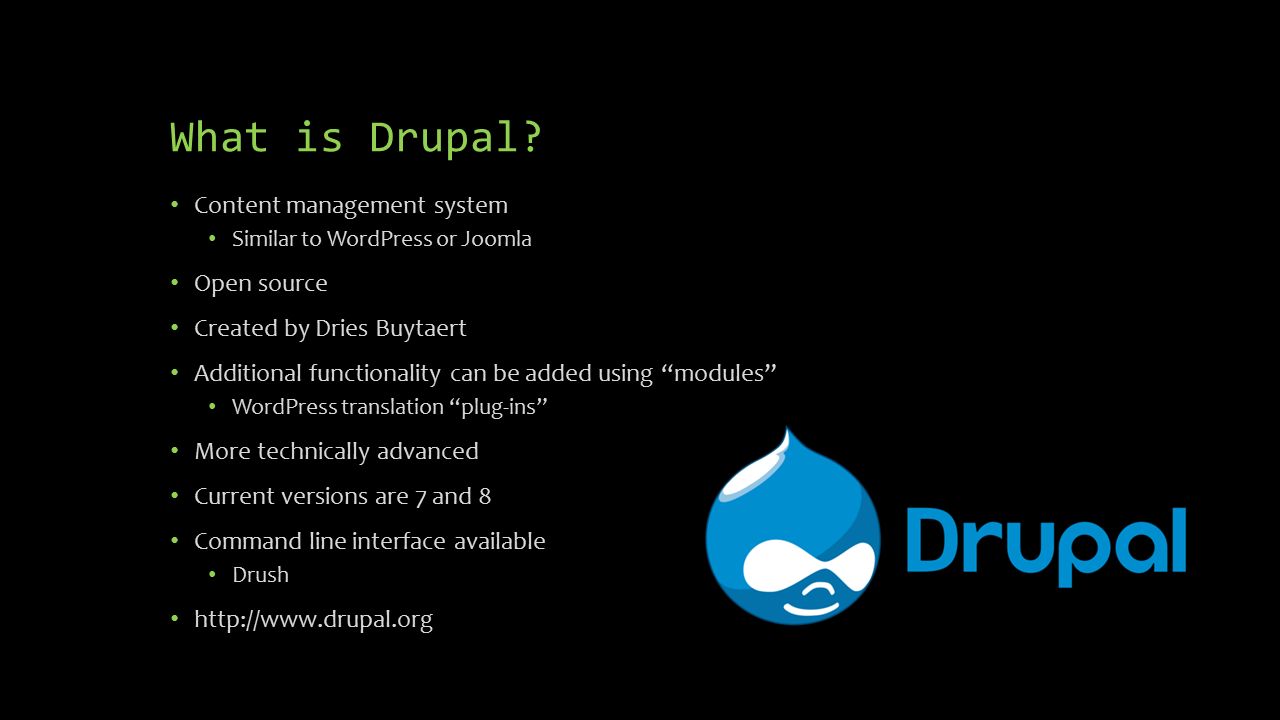 What is Drupal?
• Content management system
• Similar to WordPress or Joomla
• Open source
• Created by Dries Buytaert
• Additional functionality can be added using “modules”
• WordPress translation “plug-ins”
• More technically advanced
• Current versions are 7 and 8
• Command line interface available
• Drush
• http://www.drupal.org
Drupal